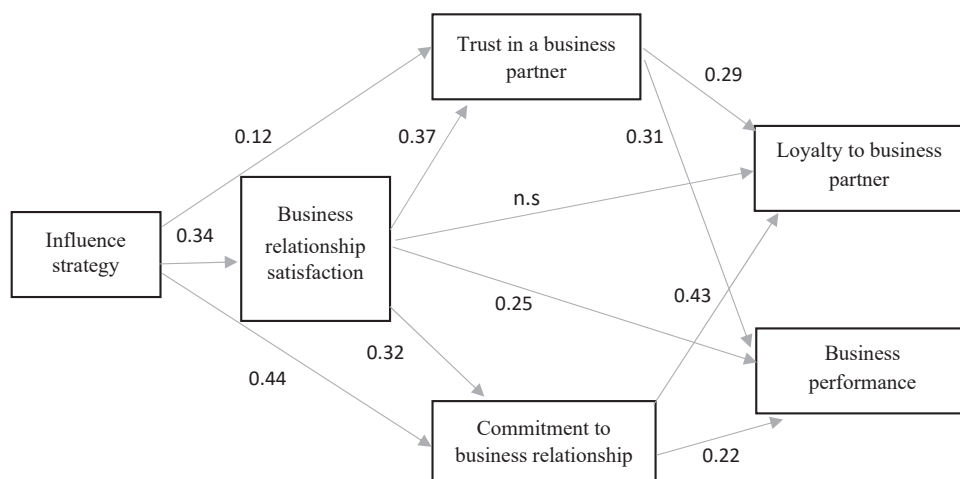 Trust in a business
partner
0.29
0.12
0.37
0.31
Loyalty to business
partner
Business
relationship
satisfaction
n.s
Influence
strategy
0.34
0.25
0.43
0.32
Business
performance
0.44
Commitment to
business relationship
0.22